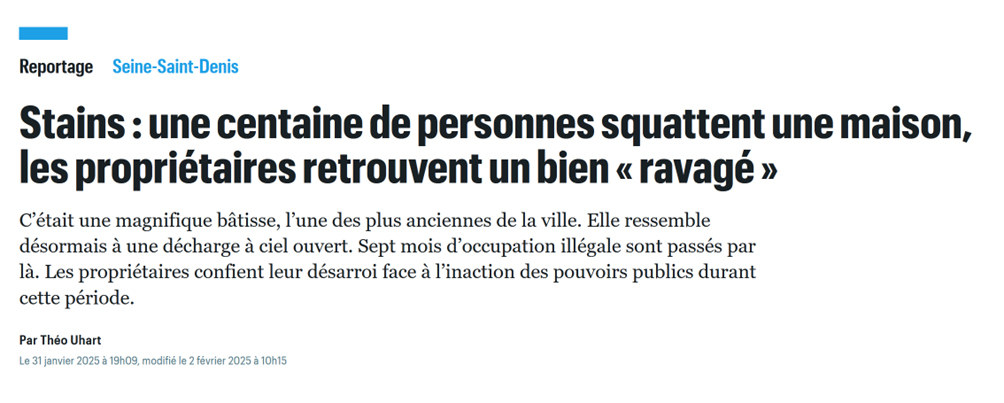 Reportage Seine-Saint-Denis
Stains : une centaine de personnes squattent une maison,
les propriétaires retrouvent un bien « ravagé »
C’était une magnifique bâtisse, l’une des plus anciennes de la ville. Elle ressemble
désormais à une décharge à ciel ouvert. Sept mois d’occupation illégale sont passés par
là. Les propriétaires confient leur désarroi face à l’inaction des pouvoirs publics durant
cette période.
Par Théo Uhart
Le 31 janvier 2025 à 19h09, modifié le 2 février 2025 à 10h15